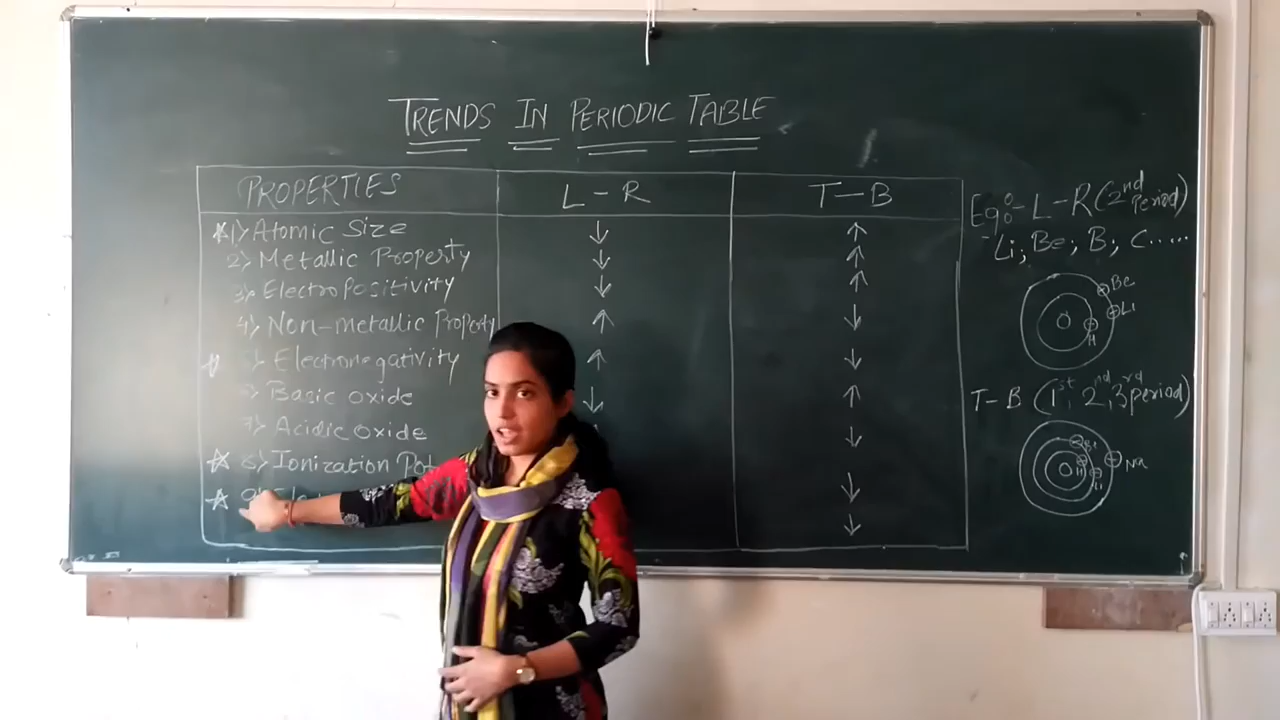 TRENDS IN PERIODIC TABLE
PROPERTIES L-R T-B
1) Atomic Size ↓ ↑
2) Metallic Property ↓ ↑
3) ElectroPositivity ↓ ↑
4) Non-metallic Property ↑ ↓
5) Electronegativity ↑ ↓
Basic oxide ↓ ↑
7) Acidic oxide ↓
8) Ionization Pot ↓
↓
Eg:- L-R (2nd Period)
Li, Be, B, C.....
Be
Li
H
T-B (1st, 2nd, 3rd period)
Na
H